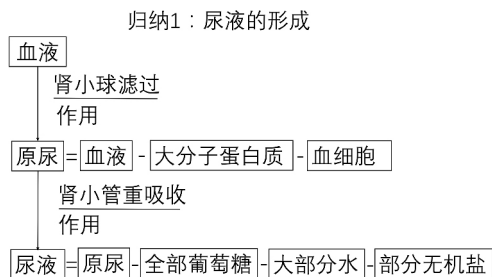 归纳1：尿液的形成
血液
肾小球滤过
作用
原尿=血液-大分子蛋白质-血细胞
肾小管重吸收
作用
尿液=原尿-全部葡萄糖-大部分水-部分无机盐